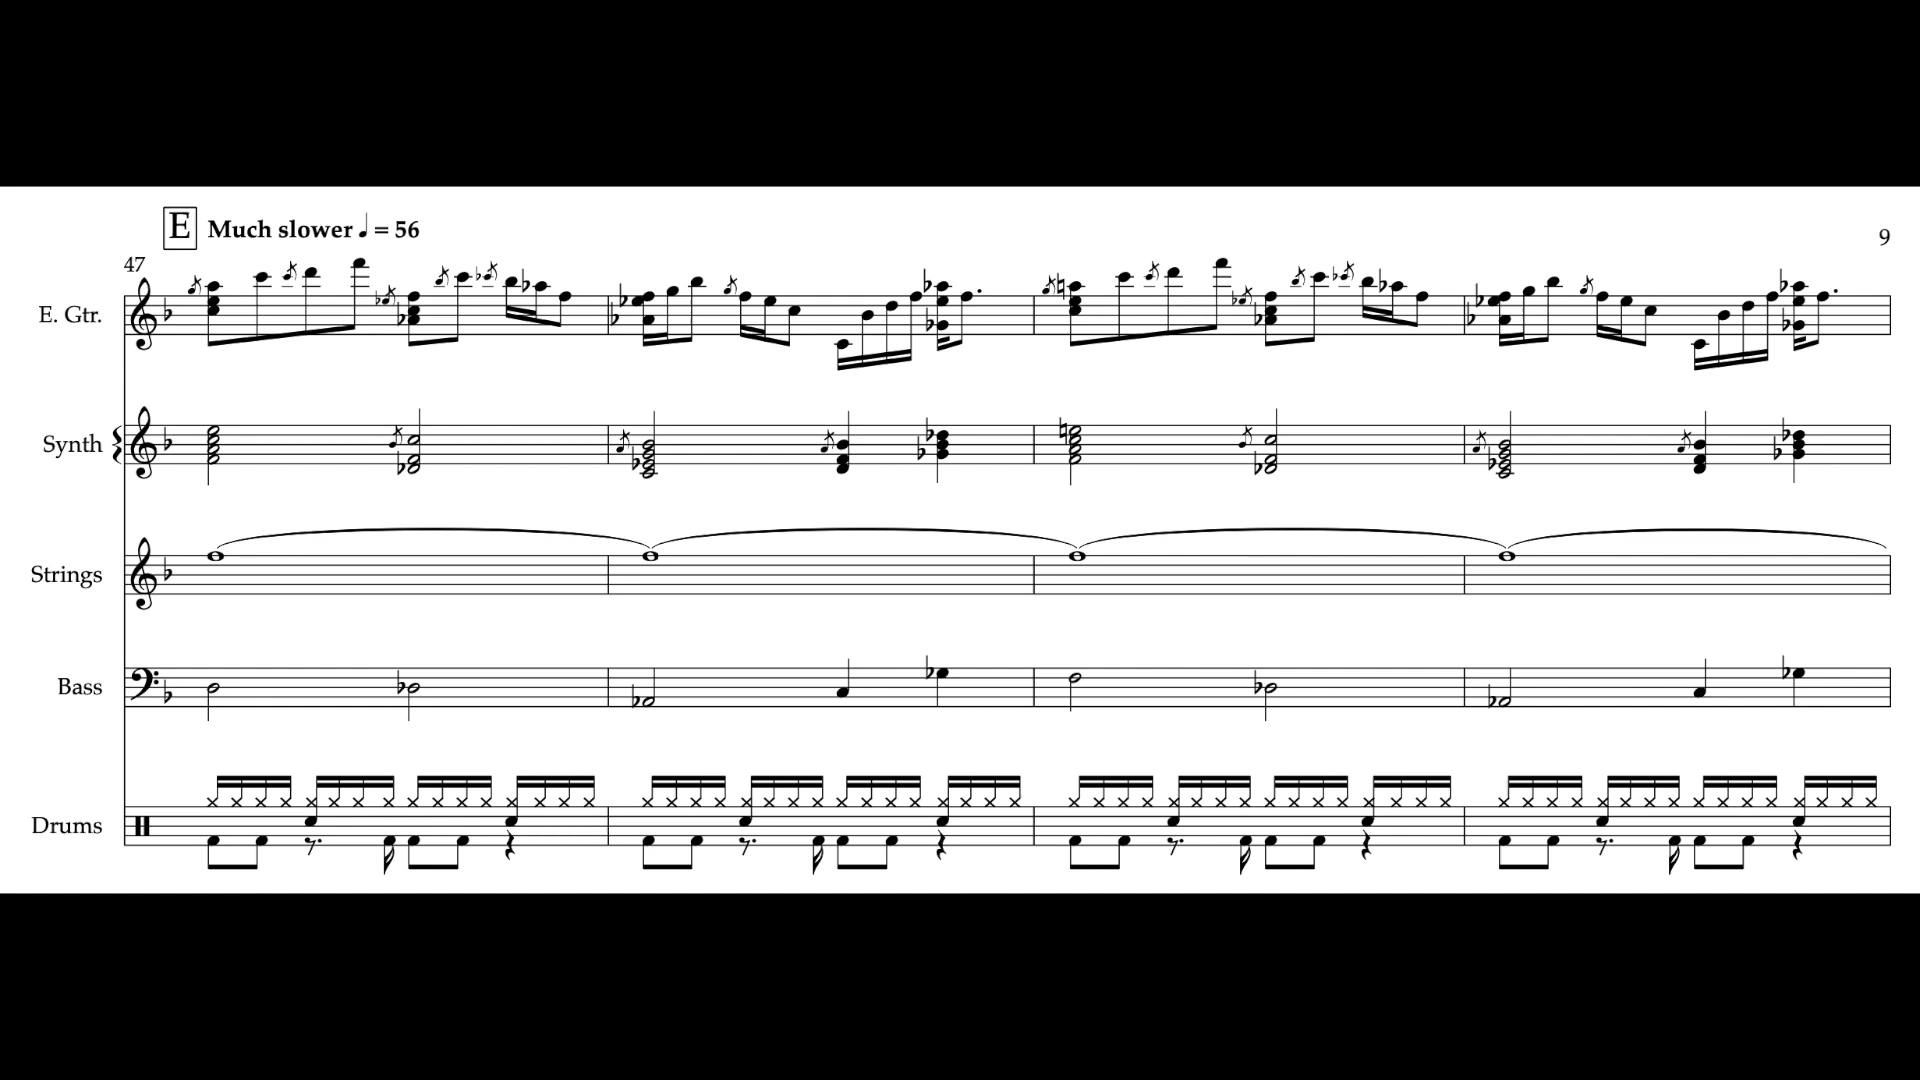 E Much slower ♩ = 56
9
47
E. Gtr.
Synth
Strings
Bass
Drums